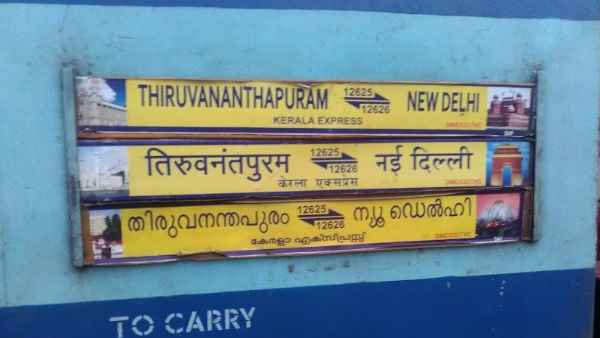 THIRUVANANTHAPURAM 12625 12626 NEW DELHI
KERALA EXPRESS
तिरुवनंतपुरम 12625 12626 नई दिल्ली
केरला एक्सप्रेस
തിരുവനന്തപുരം 12625 12626 ന്യൂ ഡെൽഹി
കേരളാ എക്സ്പ്രസ്സ്
TO CARRY